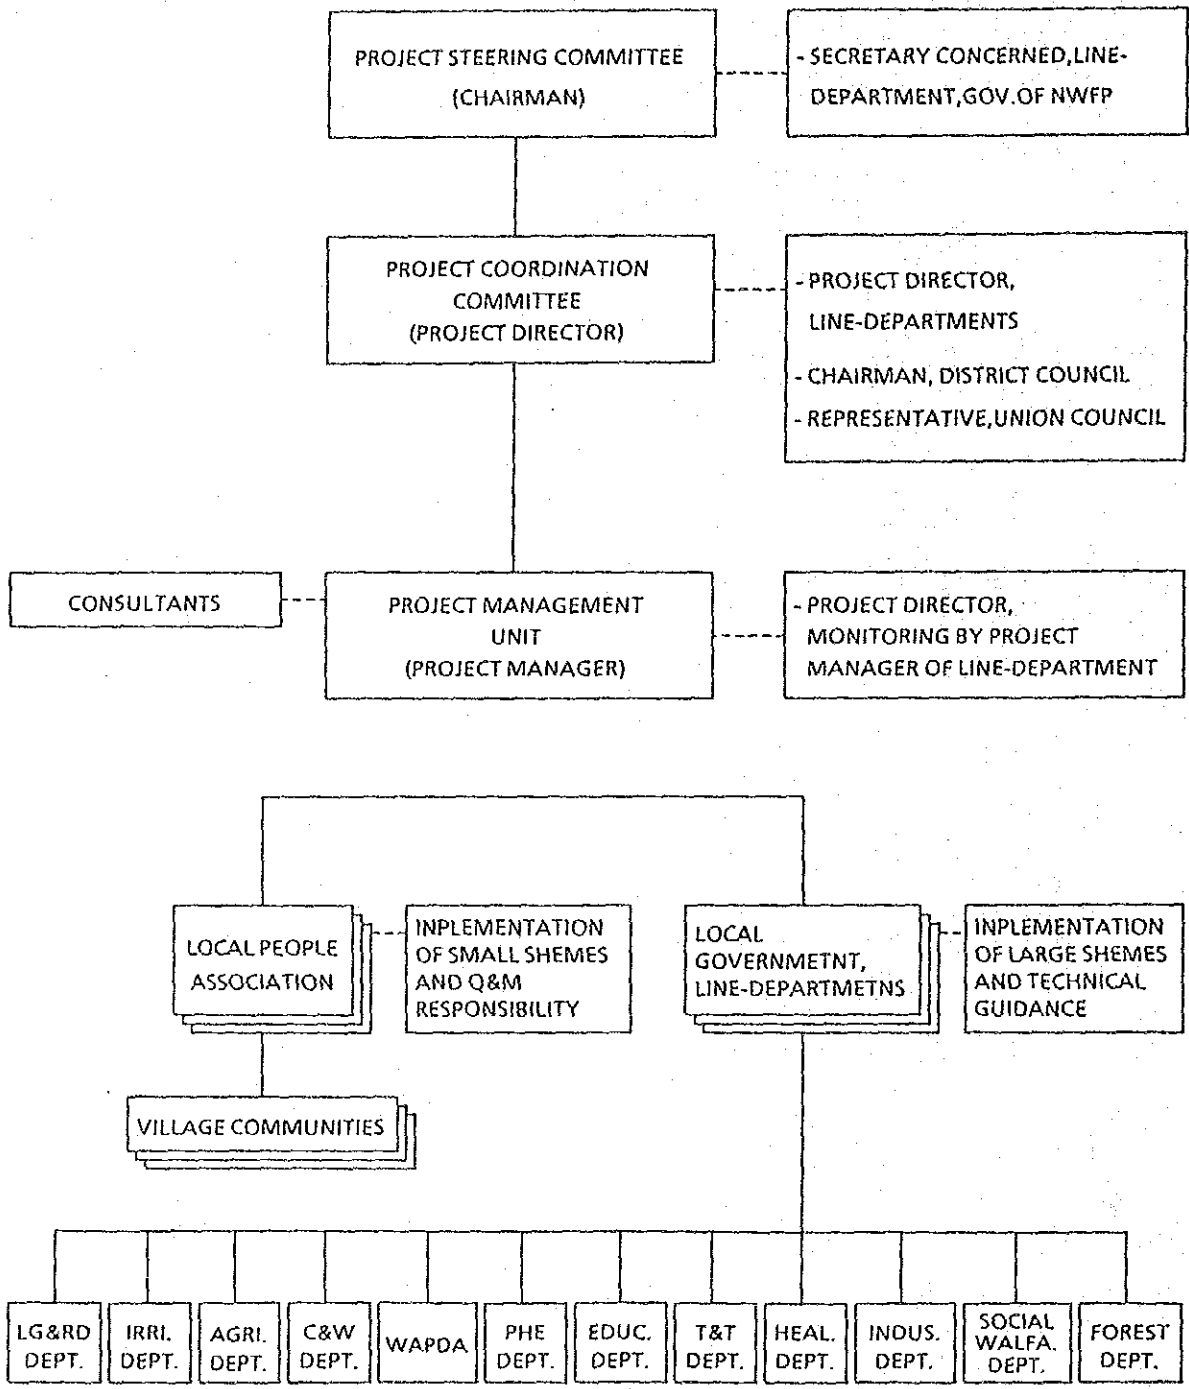 PROJECT STEERING COMMITTEE
(CHAIRMAN)
- SECRETARY CONCERNED,LINE-
DEPARTMENT,GOV.OF NWFP
PROJECT COORDINATION
COMMITTEE
(PROJECT DIRECTOR)
- PROJECT DIRECTOR,
LINE-DEPARTMENTS
- CHAIRMAN, DISTRICT COUNCIL
- REPRESENTATIVE,UNION COUNCIL
CONSULTANTS
PROJECT MANAGEMENT
UNIT
(PROJECT MANAGER)
- PROJECT DIRECTOR,
MONITORING BY PROJECT
MANAGER OF LINE-DEPARTMENT
LOCAL PEOPLE
ASSOCIATION
INPLEMENTATION
OF SMALL SHEMES
AND Q&M
RESPONSIBILITY
LOCAL
GOVERNMETNT,
LINE-DEPARTMETNS
INPLEMENTATION
OF LARGE SHEMES
AND TECHNICAL
GUIDANCE
VILLAGE COMMUNITIES
LG&RD
DEPT.
IRRI.
DEPT.
AGRI.
DEPT.
C&W
DEPT.
WAPDA
PHE
DEPT.
EDUC.
DEPT.
T&T
DEPT.
HEAL.
DEPT.
INDUS.
DEPT.
SOCIAL
WALFA.
DEPT.
FOREST
DEPT.